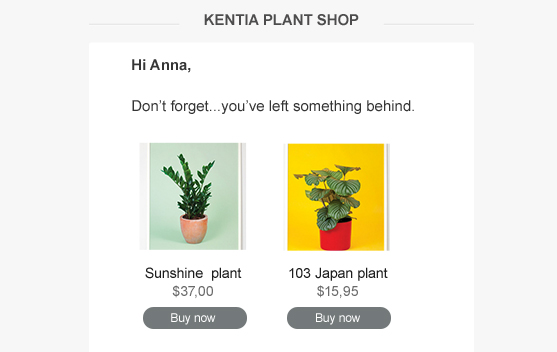 KENTIA PLANT SHOP
Hi Anna,
Don’t forget...you’ve left something behind.
Sunshine  plant
103 Japan plant
$37,00
$15,95
Buy now
Buy now